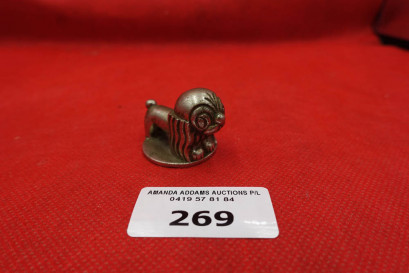 AMANDA ADDAMS AUCTIONS P/L
0419 57 81 84
269